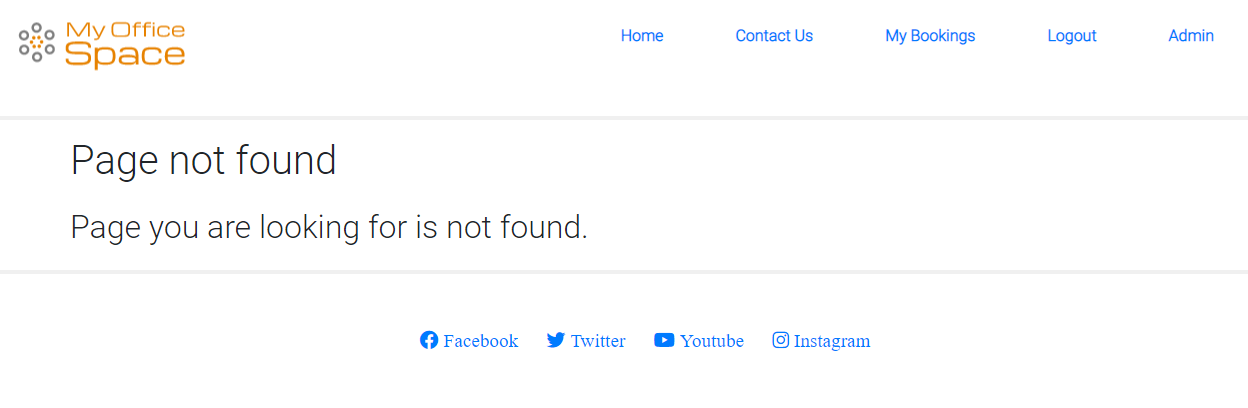 My Office
Space
Home Contact Us My Bookings Logout Admin
Page not found
Page you are looking for is not found.
Facebook Twitter Youtube Instagram